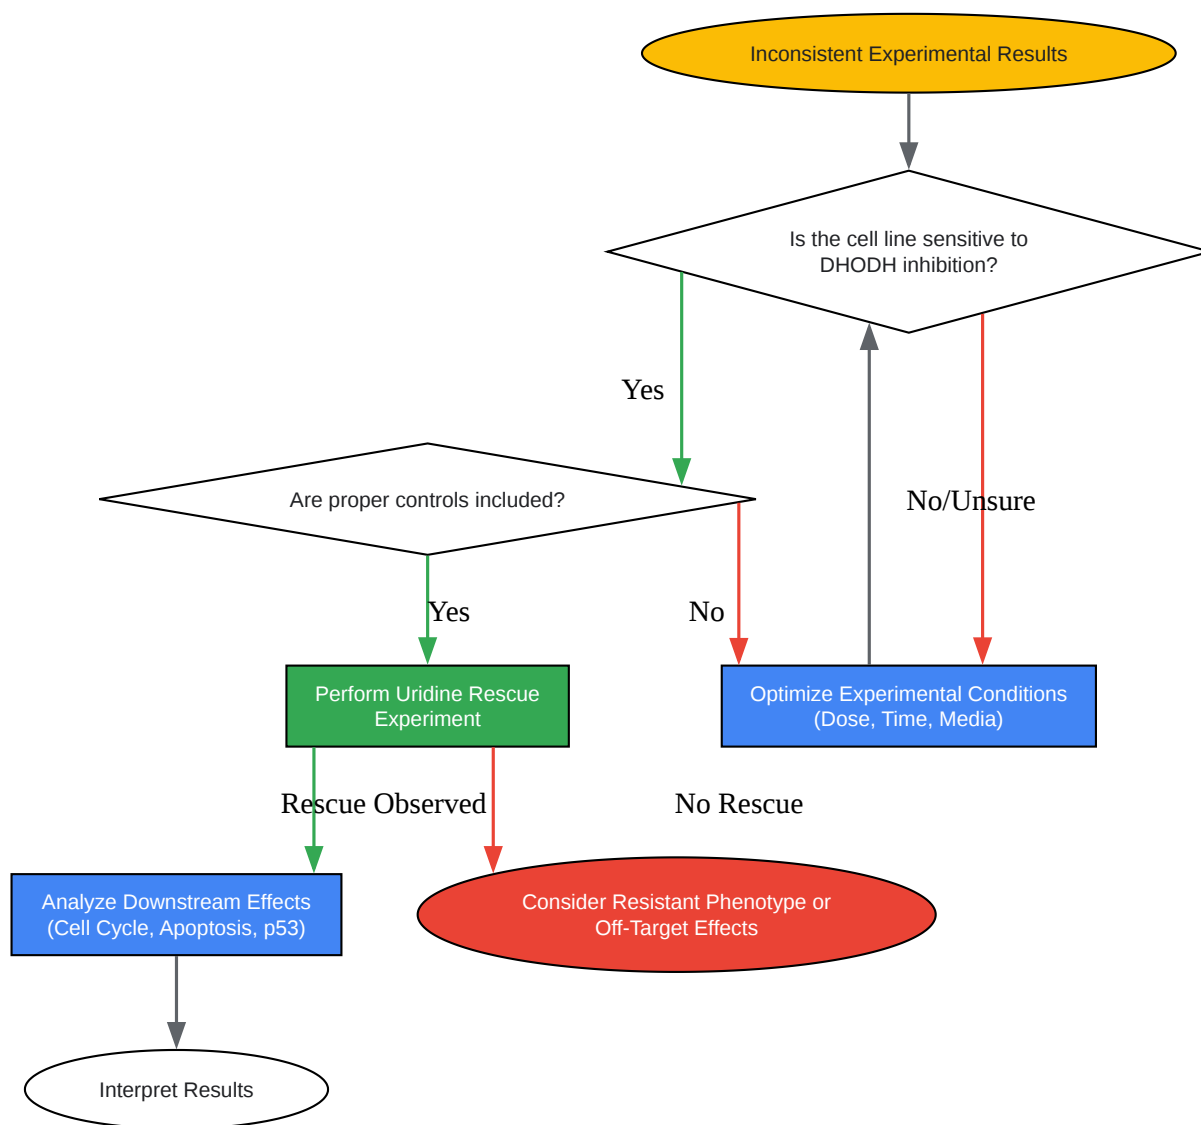 Inconsistent Experimental Results
Is the cell line sensitive to
DHODH inhibition?
Yes
Are proper controls included?
No/Unsure
Yes
No
Perform Uridine Rescue
Experiment
Optimize Experimental Conditions
(Dose, Time, Media)
Rescue Observed
No Rescue
Analyze Downstream Effects
(Cell Cycle, Apoptosis, p53)
Consider Resistant Phenotype or
Off-Target Effects
Interpret Results